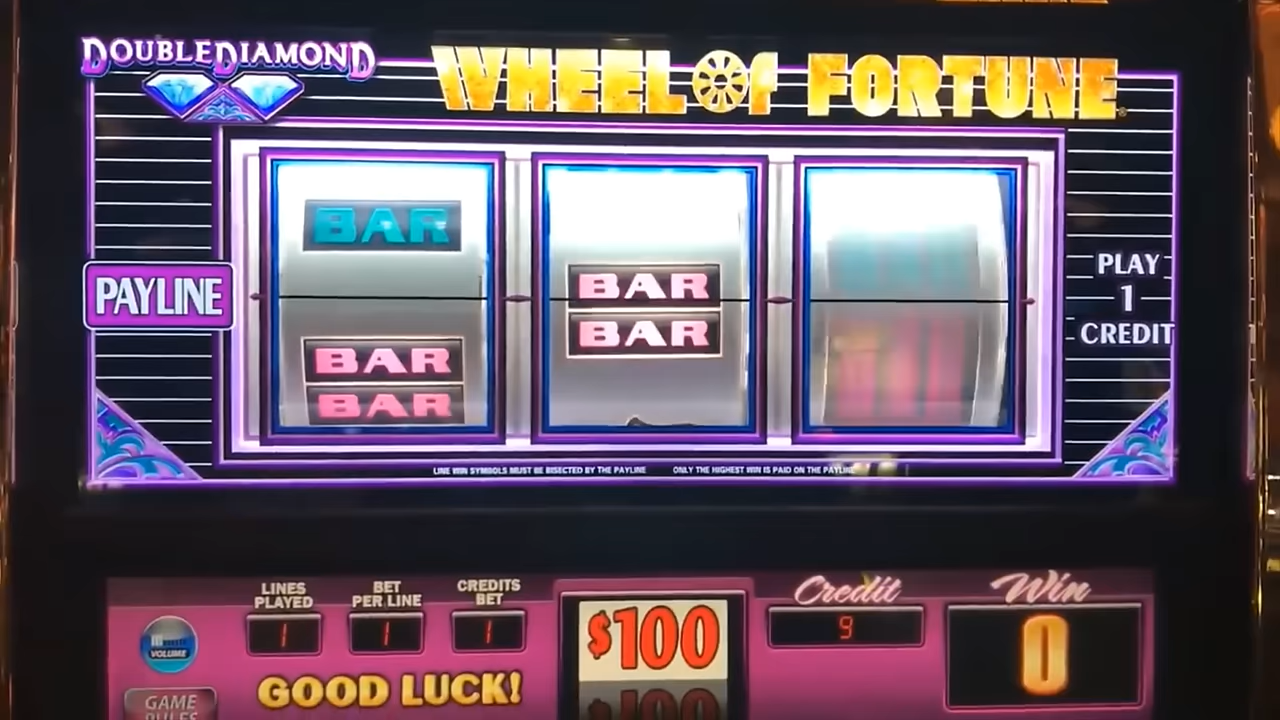 DOUBLEDIAMOND
WHEEL OF FORTUNE
BAR
BAR
BAR
BAR
BAR
PAYLINE
PLAY
1
CREDIT
LINE WIN SYMBOLS MUST BE BISECTED BY THE PAYLINE
ONLY THE HIGHEST WIN IS PAID ON THE PAYLINE
LINES PLAYED
1
BET PER LINE
1
CREDITS BET
1
$100
$100
Credit
9
Win
0
VOLUME
GOOD LUCK!
GAME
RULES